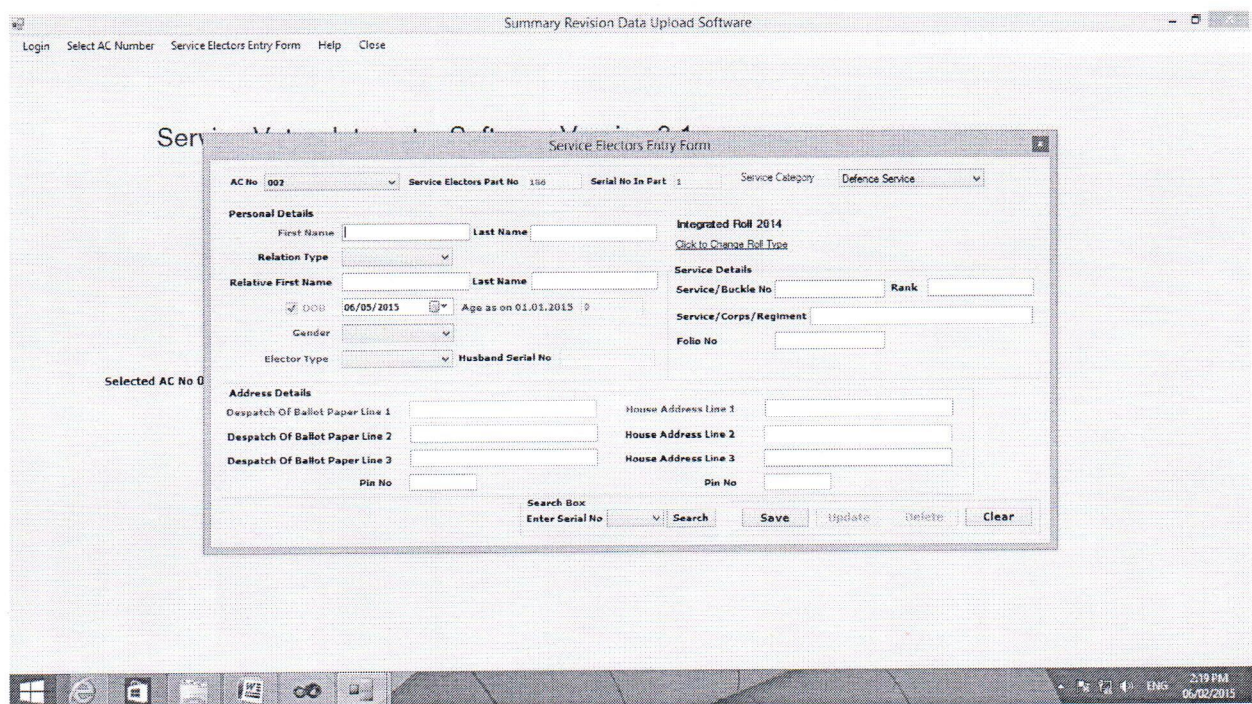 Summary Revision Data Upload Software
Login Select AC Number Service Electors Entry Form Help Close
Service Electors Entry Form
AC No 002 Service Electors Part No 186 Serial No In Part 1 Service Category Defence Service
Personal Details
First Name Last Name
Integrated Roll 2014
Click to Change Roll Type
Relation Type
Service Details
Relative First Name Last Name
Service/Buckle No Rank
DOB 06/05/2015 Age as on 01.01.2015 0
Service/Corps/Regiment
Gender
Folio No
Elector Type Husband Serial No
Selected AC No 0
Address Details
Despatch Of Ballot Paper Line 1 House Address Line 1
Despatch Of Ballot Paper Line 2 House Address Line 2
Despatch Of Ballot Paper Line 3 House Address Line 3
Pin No Pin No
Search Box
Enter Serial No Search Save Update Delete Clear
ENG 2:19 PM
06/02/2015